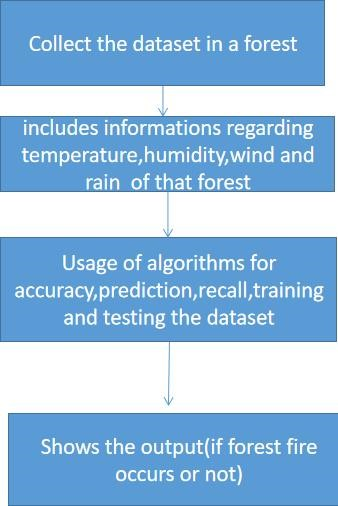 Collect the dataset in a forest
includes informations regarding
temperature,humidity,wind and
rain of that forest
Usage of algorithms for
accuracy,prediction,recall,training
and testing the dataset
Shows the output(if forest fire
occurs or not)